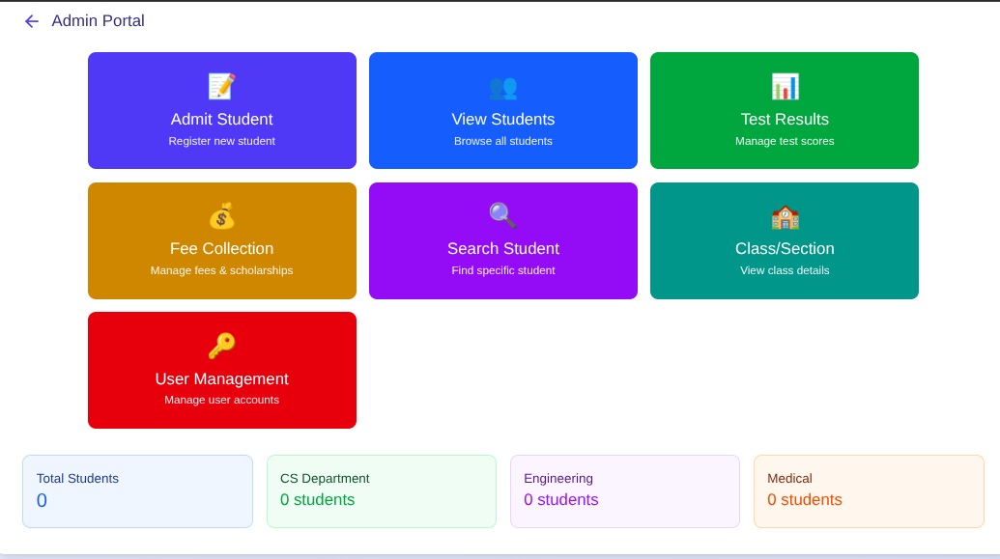 Admin Portal
Admit Student
Register new student
View Students
Browse all students
Test Results
Manage test scores
Fee Collection
Manage fees & scholarships
Search Student
Find specific student
Class/Section
View class details
User Management
Manage user accounts
Total Students
0
CS Department
0 students
Engineering
0 students
Medical
0 students